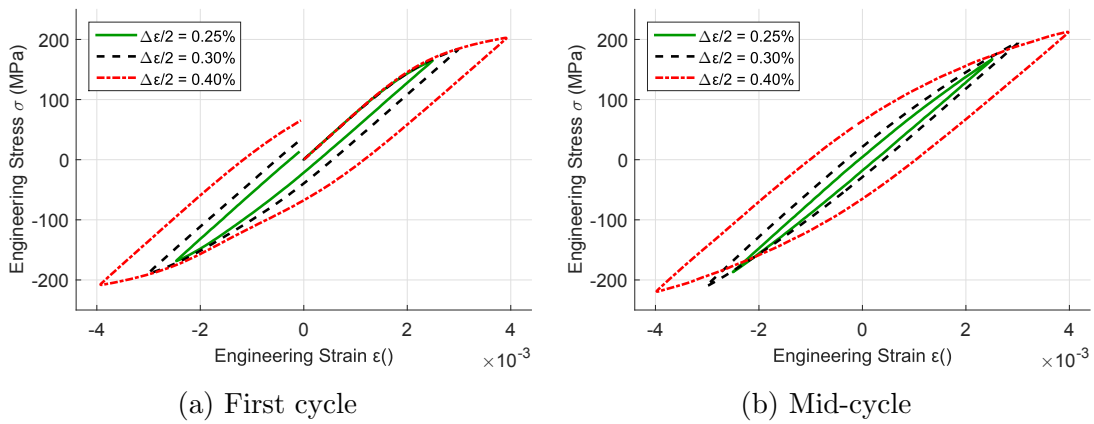 Δε/2 = 0.25%
Δε/2 = 0.30%
Δε/2 = 0.40%
Engineering Stress σ (MPa)
200
100
0
-100
-200
-4
-2
0
2
4
×10-3
Engineering Strain ε()
(a) First cycle
Δε/2 = 0.25%
Δε/2 = 0.30%
Δε/2 = 0.40%
Engineering Stress σ (MPa)
200
100
0
-100
-200
-4
-2
0
2
4
×10-3
Engineering Strain ε()
(b) Mid-cycle